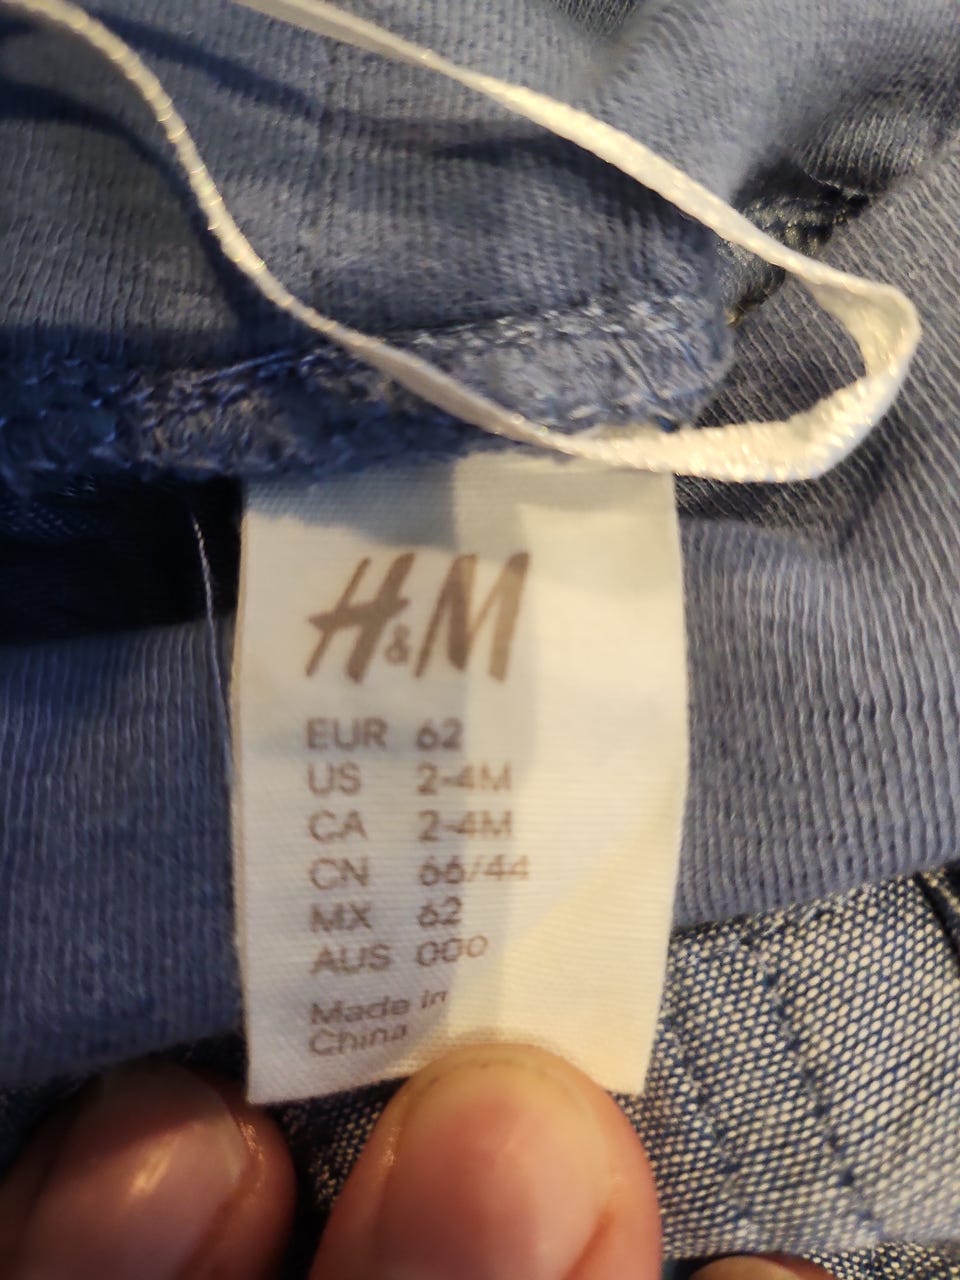 H&M
EUR 62
US 2-4M
CA 2-4M
CN 66/44
MX 62
AUS 000
Made in
China